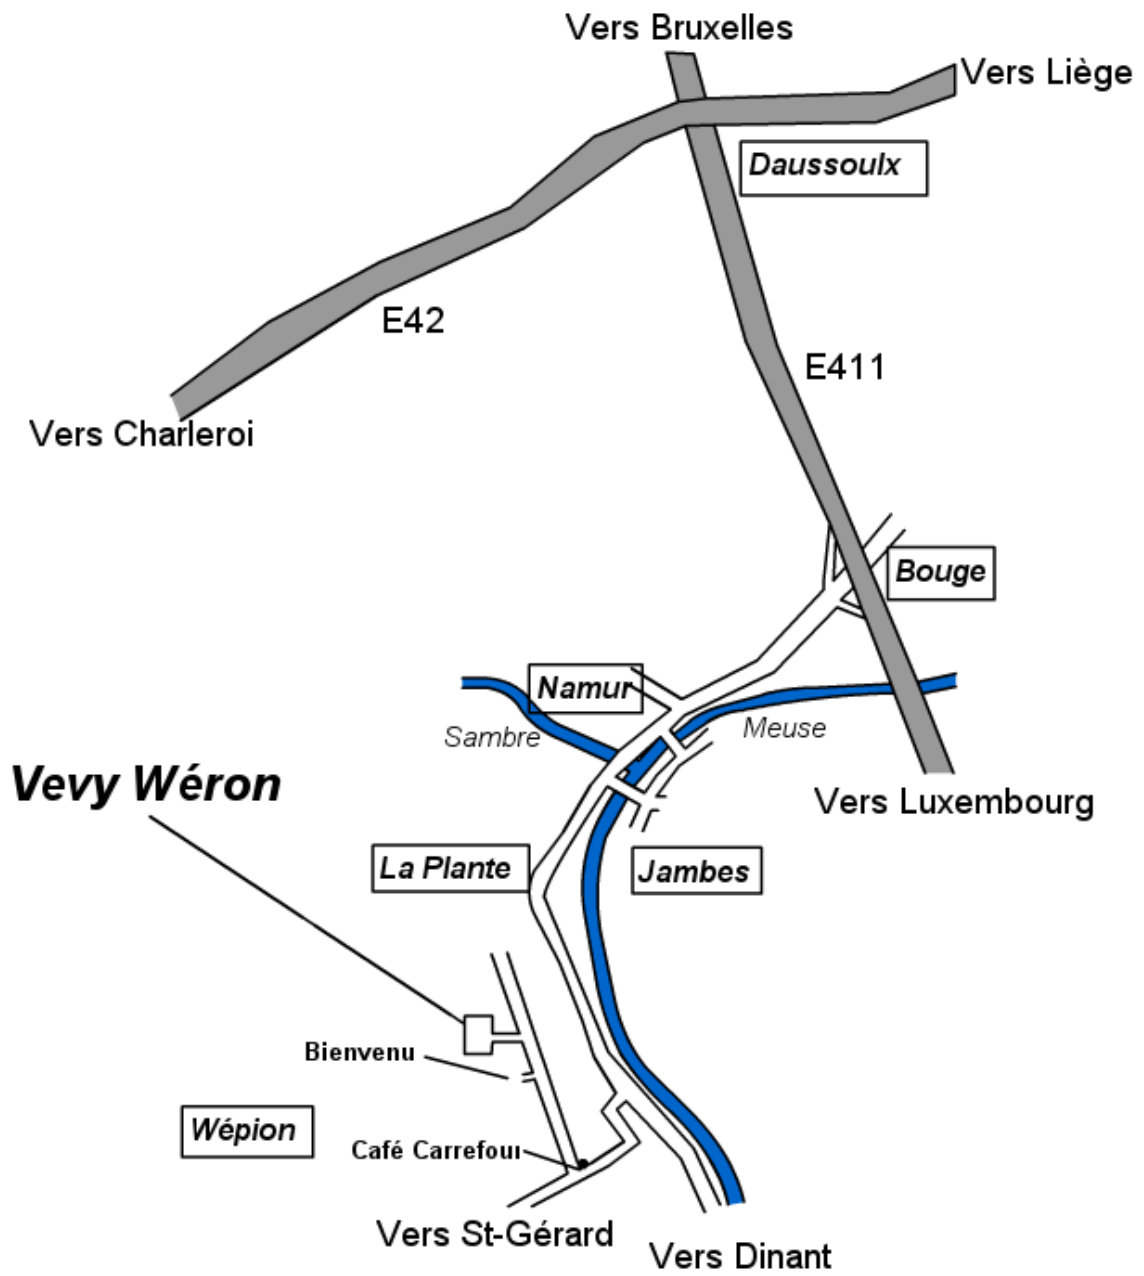 Vers Bruxelles
Vers Liège
Daussoulx
E42
E411
Vers Charleroi
Bouge
Namur
Sambre
Meuse
Vevy Wéron
Vers Luxembourg
La Plante
Jambes
Bienvenu
Wépion
Café Carrefour
Vers St-Gérard
Vers Dinant